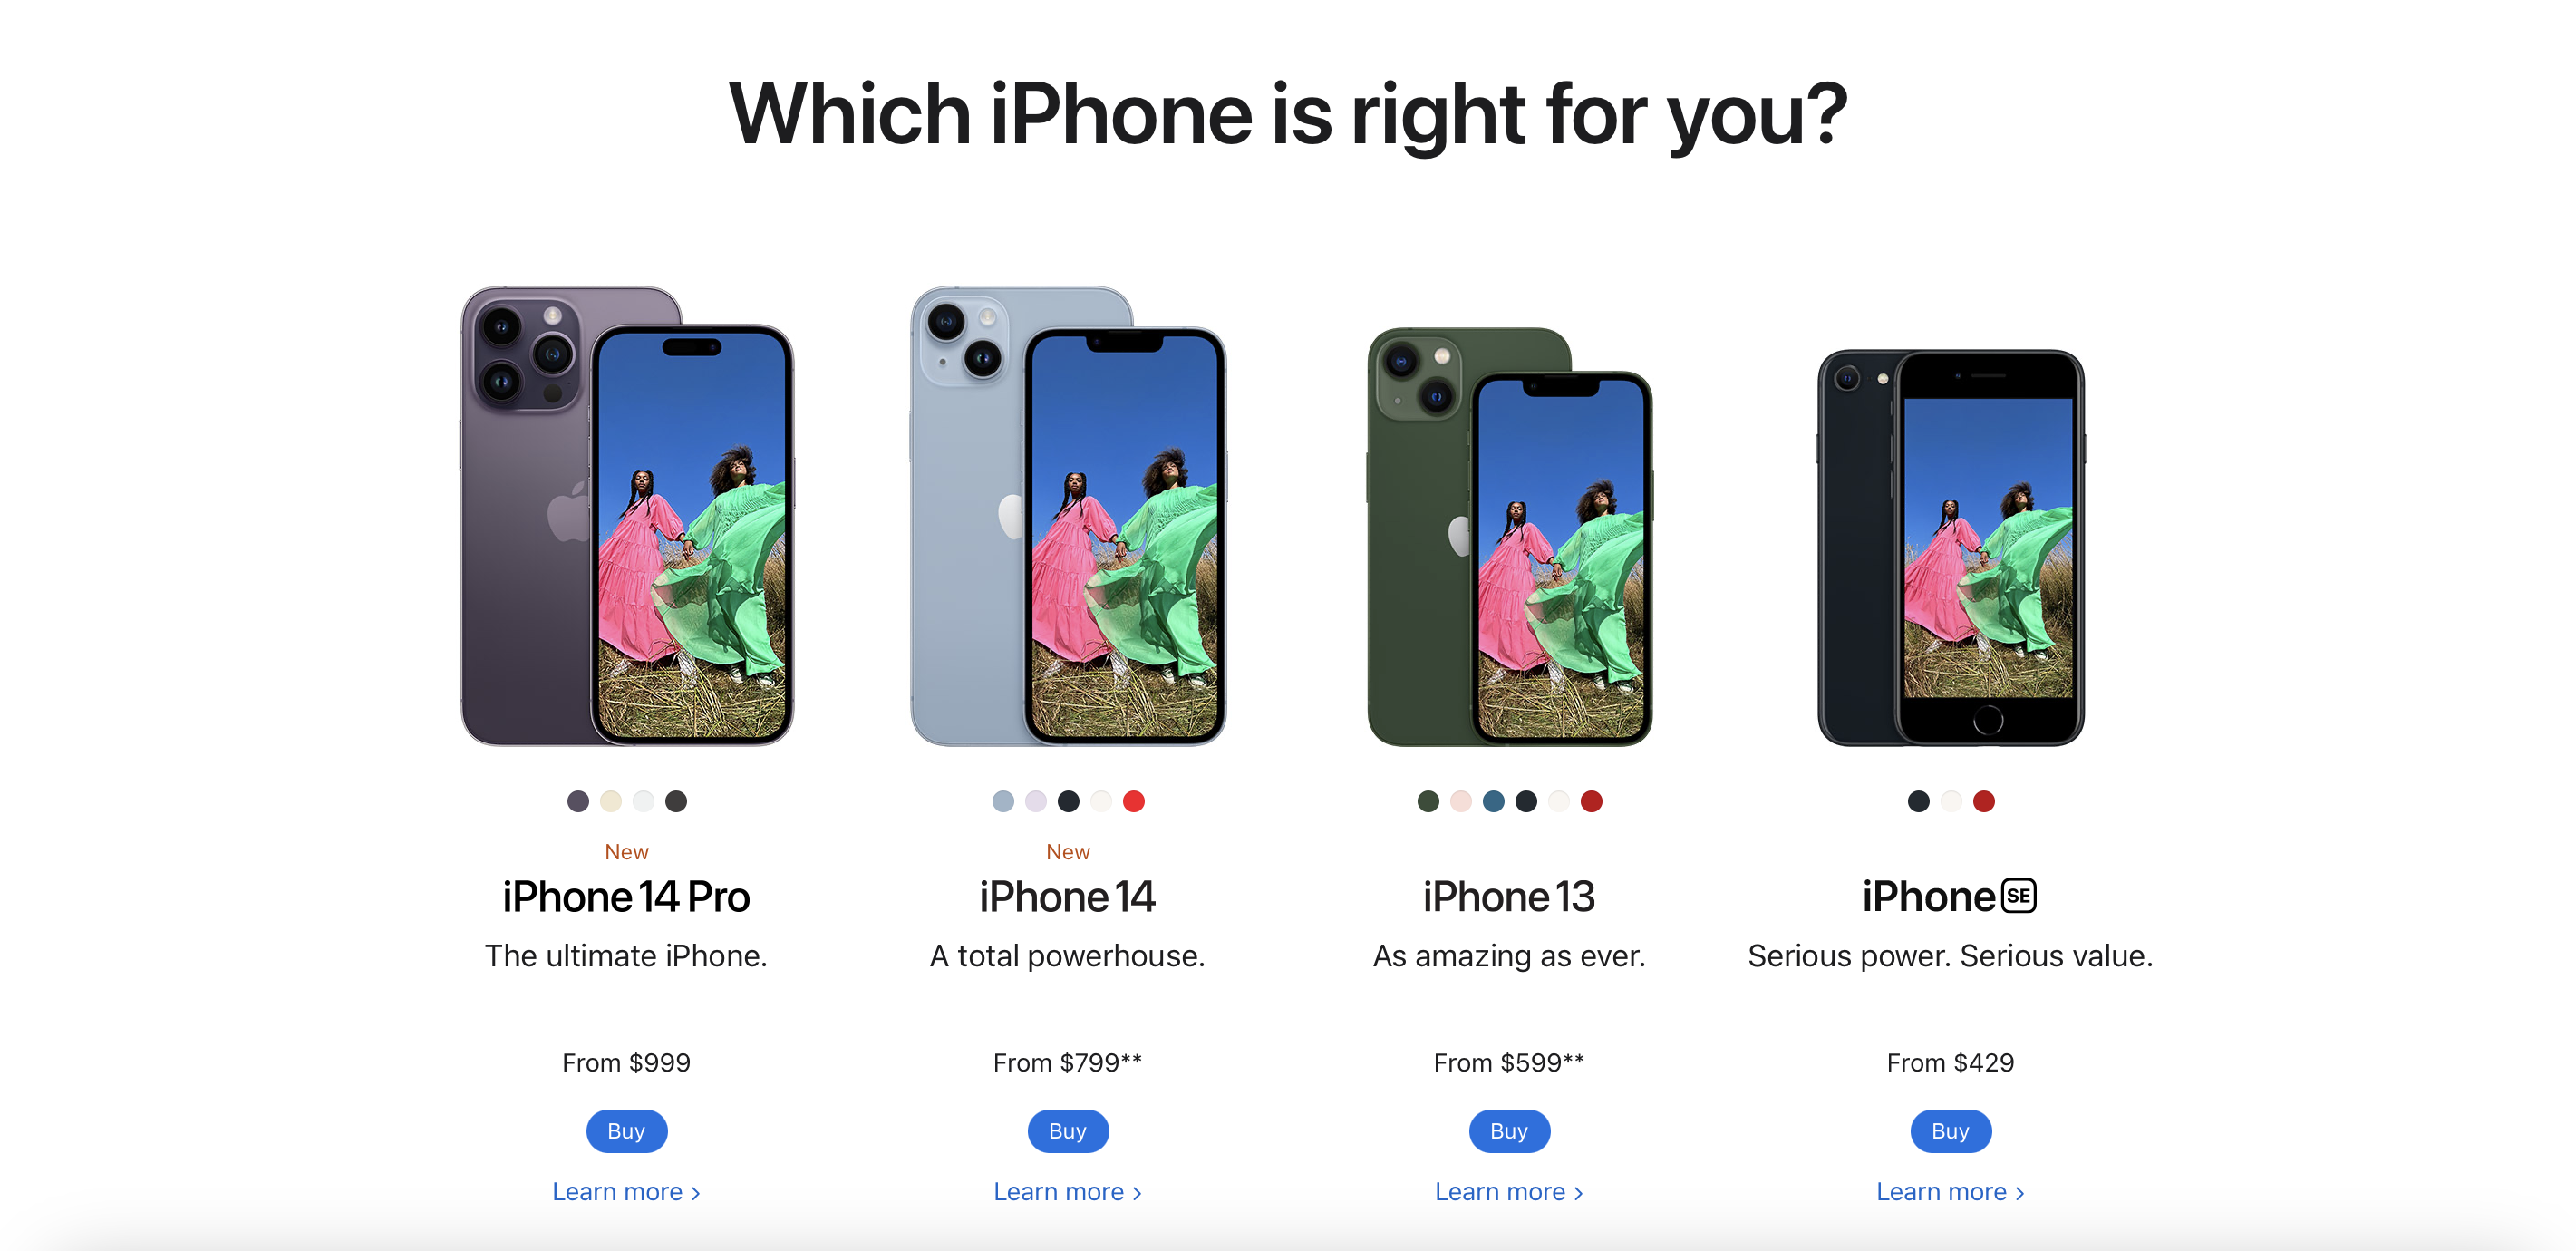 Which iPhone is right for you?
New
iPhone 14 Pro
The ultimate iPhone.
From $999
Buy
Learn more >
New
iPhone 14
A total powerhouse.
From $799**
Buy
Learn more >
iPhone 13
As amazing as ever.
From $599**
Buy
Learn more >
iPhone SE
Serious power. Serious value.
From $429
Buy
Learn more >